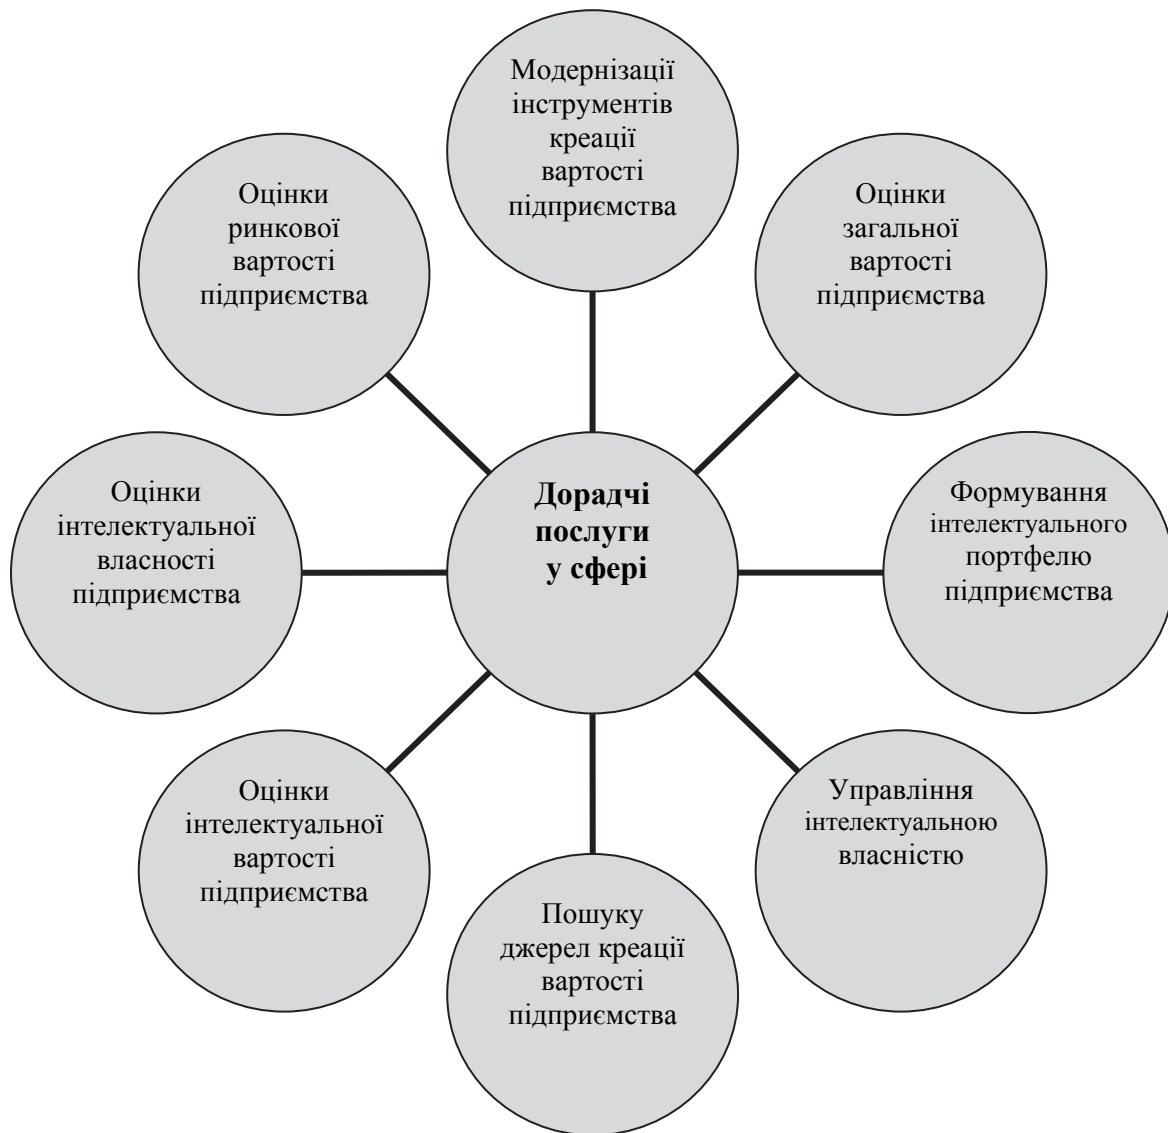 Модернізації
інструментів
креації
вартості
підприємства
Оцінки
ринкової
вартості
підприємства
Оцінки
загальної
вартості
підприємства
Оцінки
інтелектуальної
власності
підприємства
Дорадчі
послуги
у сфері
Формування
інтелектуального
портфелю
підприємства
Оцінки
інтелектуальної
вартості
підприємства
Управління
інтелектуальною
власністю
Пошуку
джерел креації
вартості
підприємства